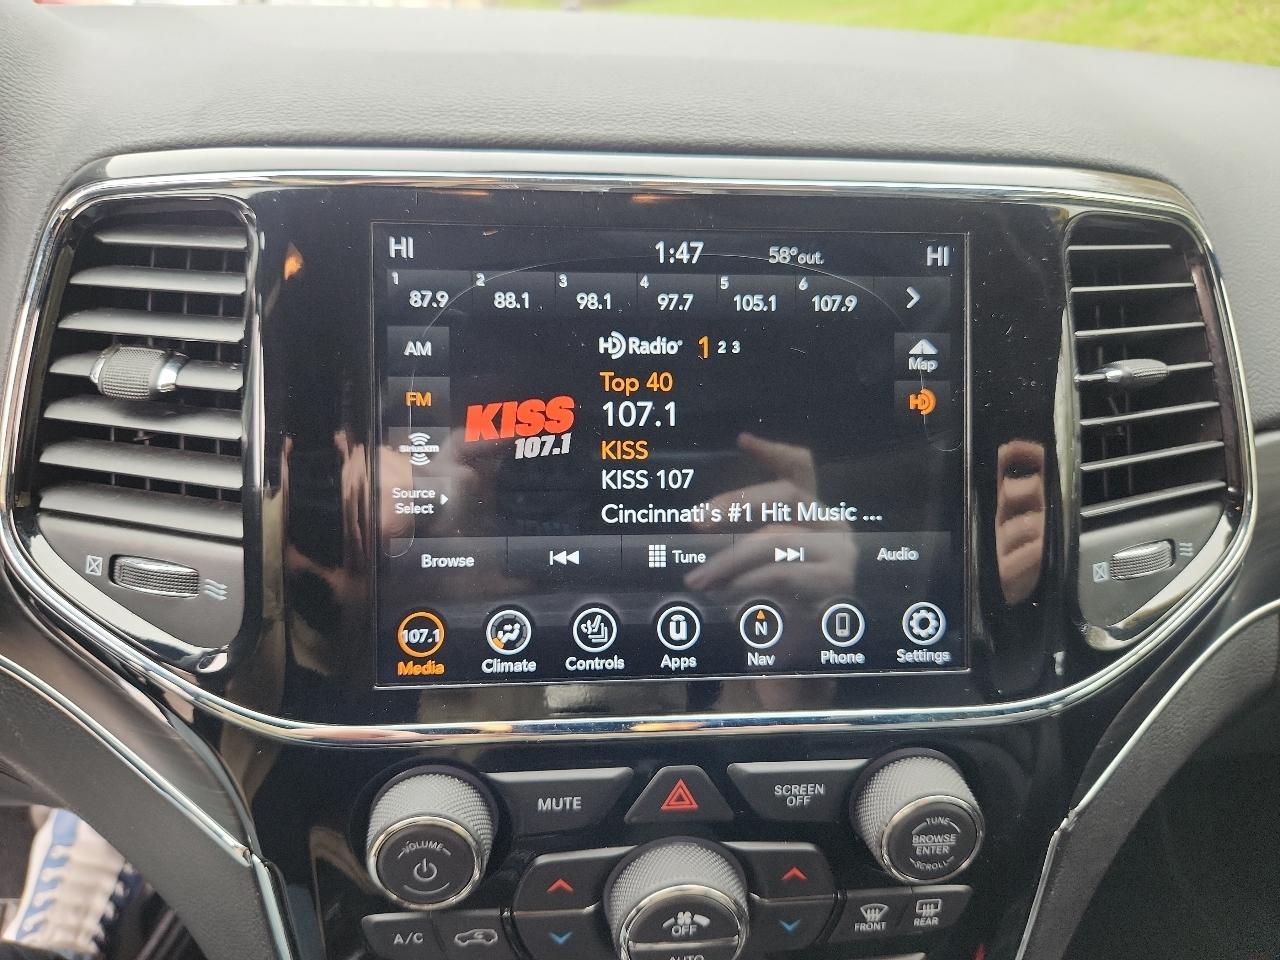 HI 1:47 58° out. HI
1 87.9 2 88.1 3 98.1 4 97.7 5 105.1 6 107.9
AM
HD Radio 1 2 3
Map
Top 40
FM
KISS 107.1
107.1
HD
SiriusXM
KISS
KISS 107
Source Select
Cincinnati's #1 Hit Music ...
Browse Tune Audio
107.1 N
Media Climate Controls Apps Nav Phone Settings
MUTE
SCREEN OFF
VOLUME
TUNE
BROWSE
ENTER
SCROLL
OFF
AUTO
A/C
FRONT REAR